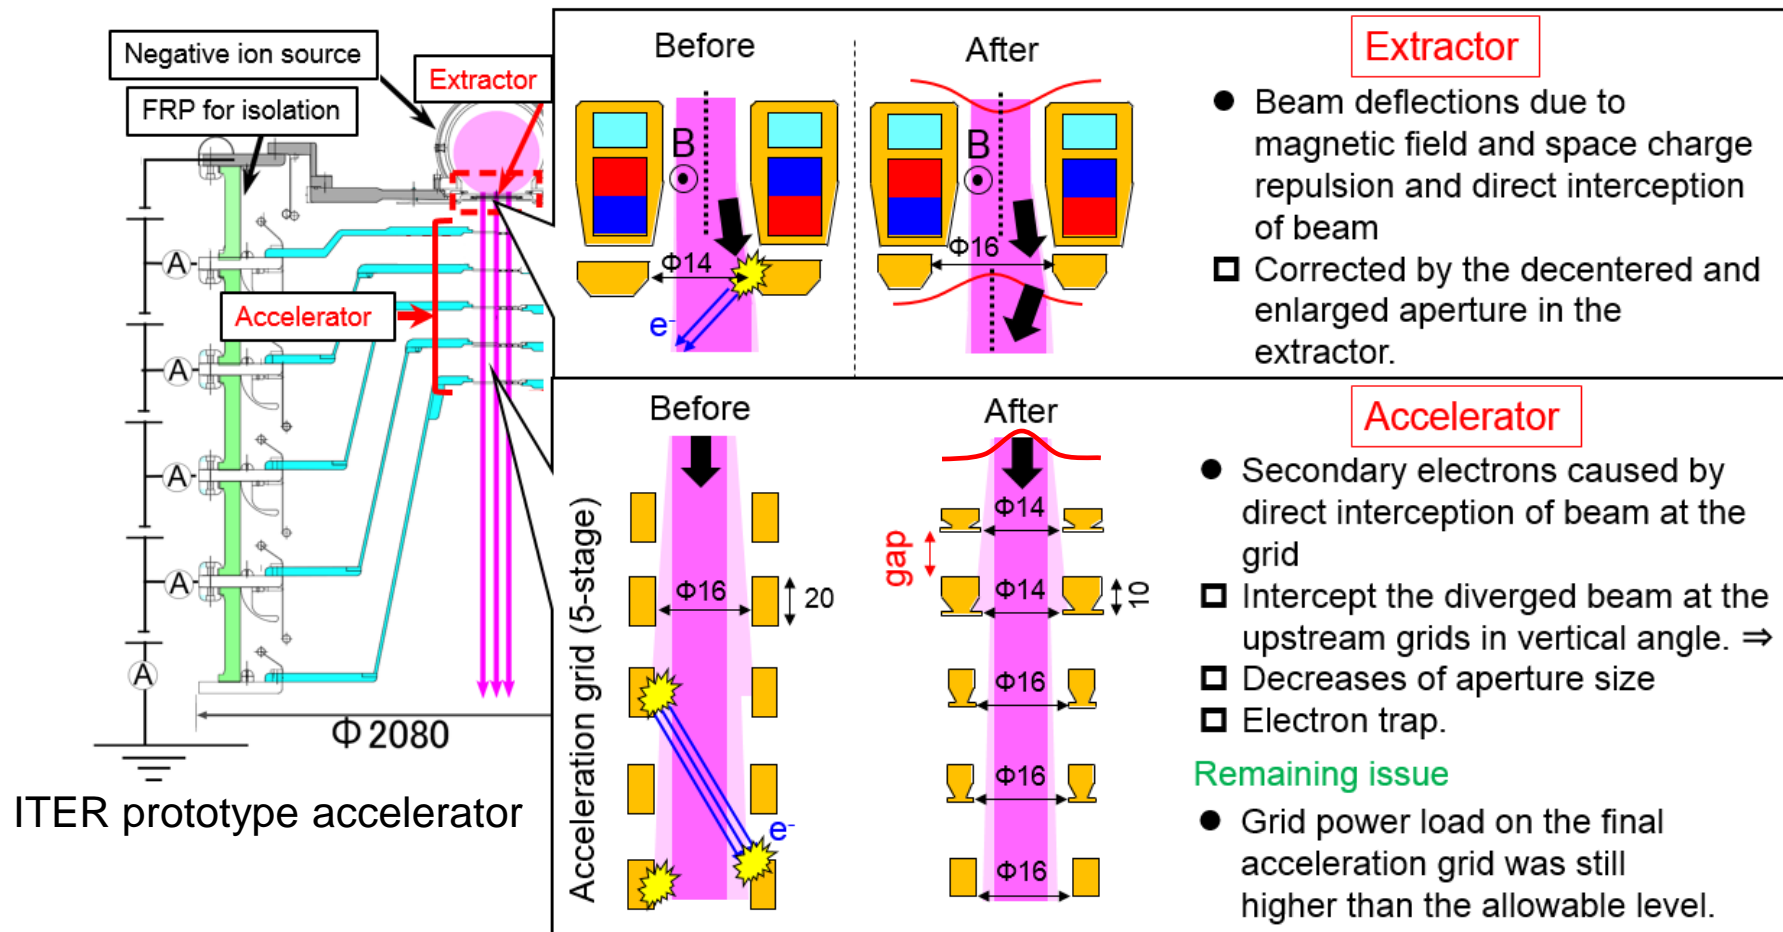 Negative ion source
FRP for isolation
Extractor
Accelerator
A
A
A
A
A
Φ 2080
ITER prototype accelerator
Before
After
B
B
Φ14
Φ16
e-
Extractor
● Beam deflections due to
magnetic field and space charge
repulsion and direct interception
of beam
❑ Corrected by the decentered and
enlarged aperture in the
extractor.
Acceleration grid (5-stage)
Before
After
Φ16
20
e-
gap
Φ14
Φ14
10
Φ16
Φ16
Φ16
Accelerator
● Secondary electrons caused by
direct interception of beam at the
grid
❑ Intercept the diverged beam at the
upstream grids in vertical angle. ⇒
❑ Decreases of aperture size
❑ Electron trap.
Remaining issue
● Grid power load on the final
acceleration grid was still
higher than the allowable level.